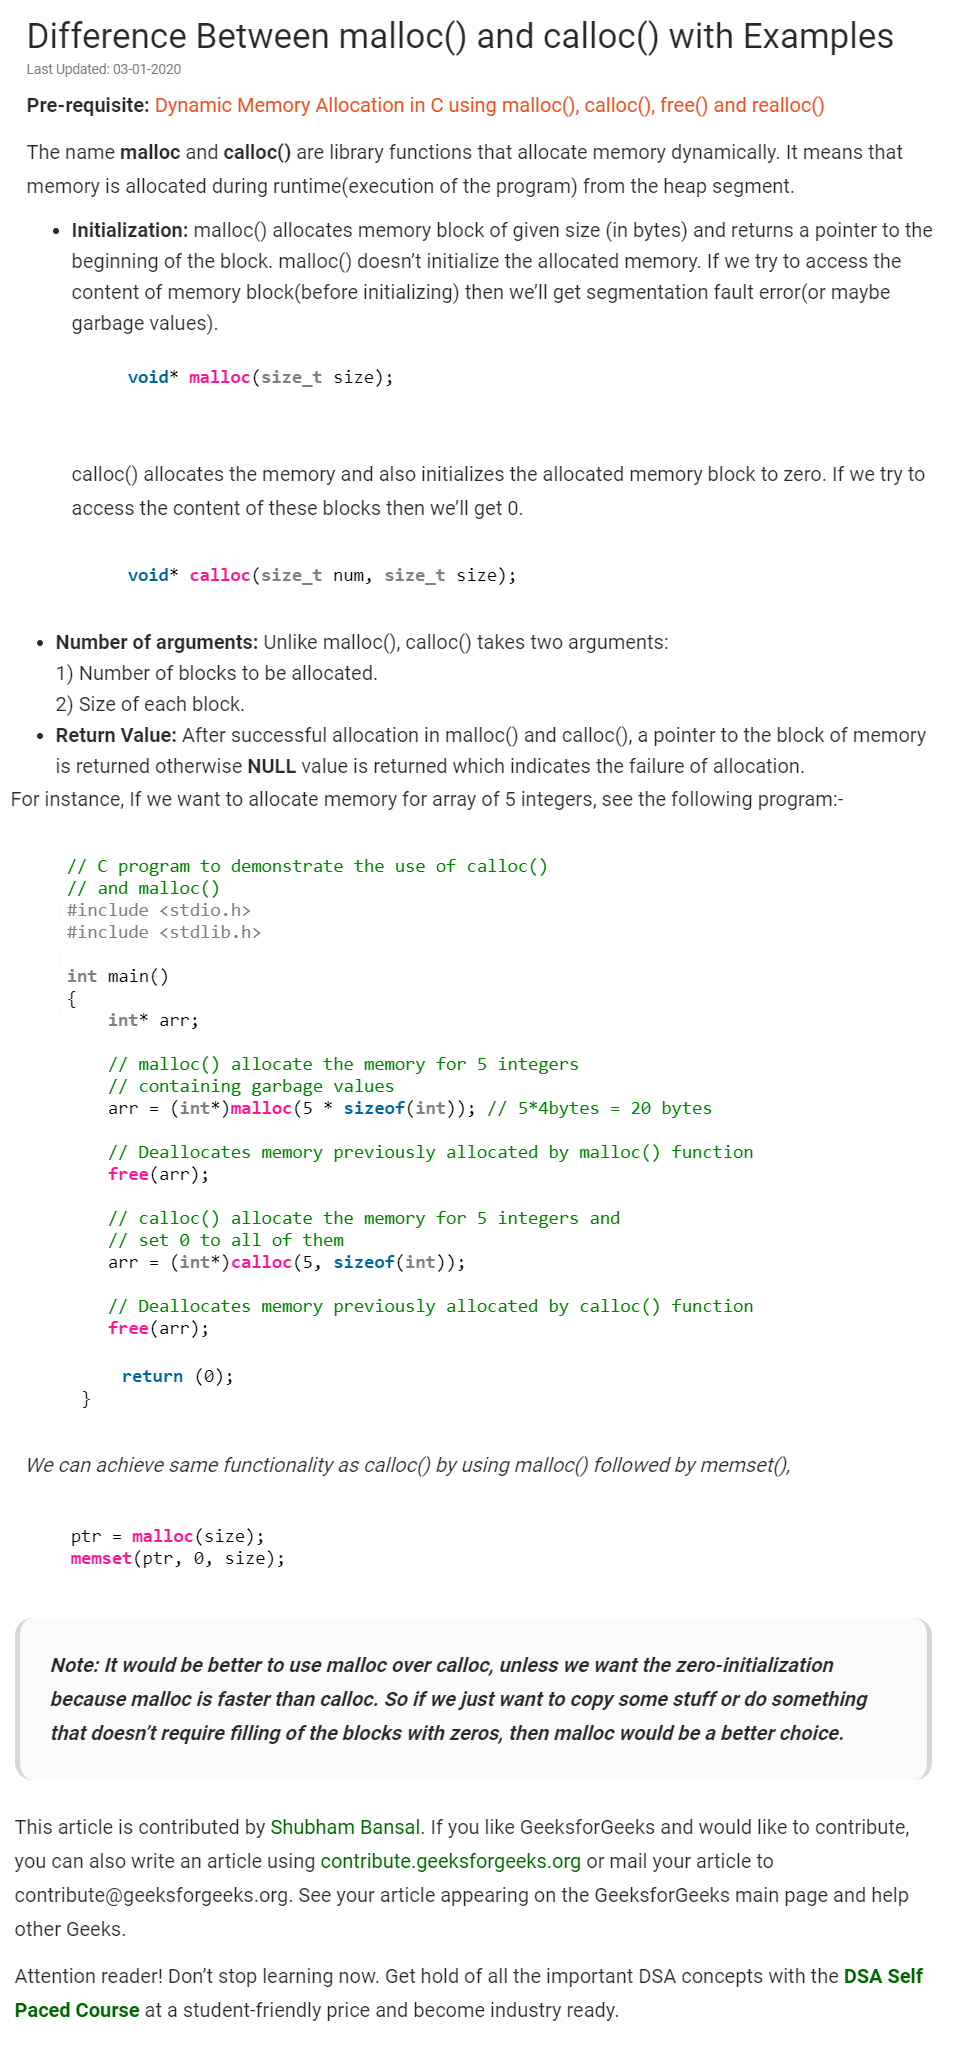 Difference Between malloc() and calloc() with Examples
Last Updated: 03-01-2020
Pre-requisite: Dynamic Memory Allocation in C using malloc(), calloc(), free() and realloc()
The name malloc and calloc() are library functions that allocate memory dynamically. It means that
memory is allocated during runtime(execution of the program) from the heap segment.
• Initialization: malloc() allocates memory block of given size (in bytes) and returns a pointer to the
beginning of the block. malloc() doesn’t initialize the allocated memory. If we try to access the
content of memory block(before initializing) then we’ll get segmentation fault error(or maybe
garbage values).
void* malloc(size_t size);
calloc() allocates the memory and also initializes the allocated memory block to zero. If we try to
access the content of these blocks then we’ll get 0.
void* calloc(size_t num, size_t size);
• Number of arguments: Unlike malloc(), calloc() takes two arguments:
1) Number of blocks to be allocated.
2) Size of each block.
• Return Value: After successful allocation in malloc() and calloc(), a pointer to the block of memory
is returned otherwise NULL value is returned which indicates the failure of allocation.
For instance, If we want to allocate memory for array of 5 integers, see the following program:-
// C program to demonstrate the use of calloc()
// and malloc()
#include <stdio.h>
#include <stdlib.h>
int main()
{
int* arr;
// malloc() allocate the memory for 5 integers
// containing garbage values
arr = (int*)malloc(5 * sizeof(int)); // 5*4bytes = 20 bytes
// Deallocates memory previously allocated by malloc() function
free(arr);
// calloc() allocate the memory for 5 integers and
// set 0 to all of them
arr = (int*)calloc(5, sizeof(int));
// Deallocates memory previously allocated by calloc() function
free(arr);
return (0);
}
We can achieve same functionality as calloc() by using malloc() followed by memset(),
ptr = malloc(size);
memset(ptr, 0, size);
Note: It would be better to use malloc over calloc, unless we want the zero-initialization
because malloc is faster than calloc. So if we just want to copy some stuff or do something
that doesn’t require filling of the blocks with zeros, then malloc would be a better choice.
This article is contributed by Shubham Bansal. If you like GeeksforGeeks and would like to contribute,
you can also write an article using contribute.geeksforgeeks.org or mail your article to
contribute@geeksforgeeks.org. See your article appearing on the GeeksforGeeks main page and help
other Geeks.
Attention reader! Don’t stop learning now. Get hold of all the important DSA concepts with the DSA Self
Paced Course at a student-friendly price and become industry ready.